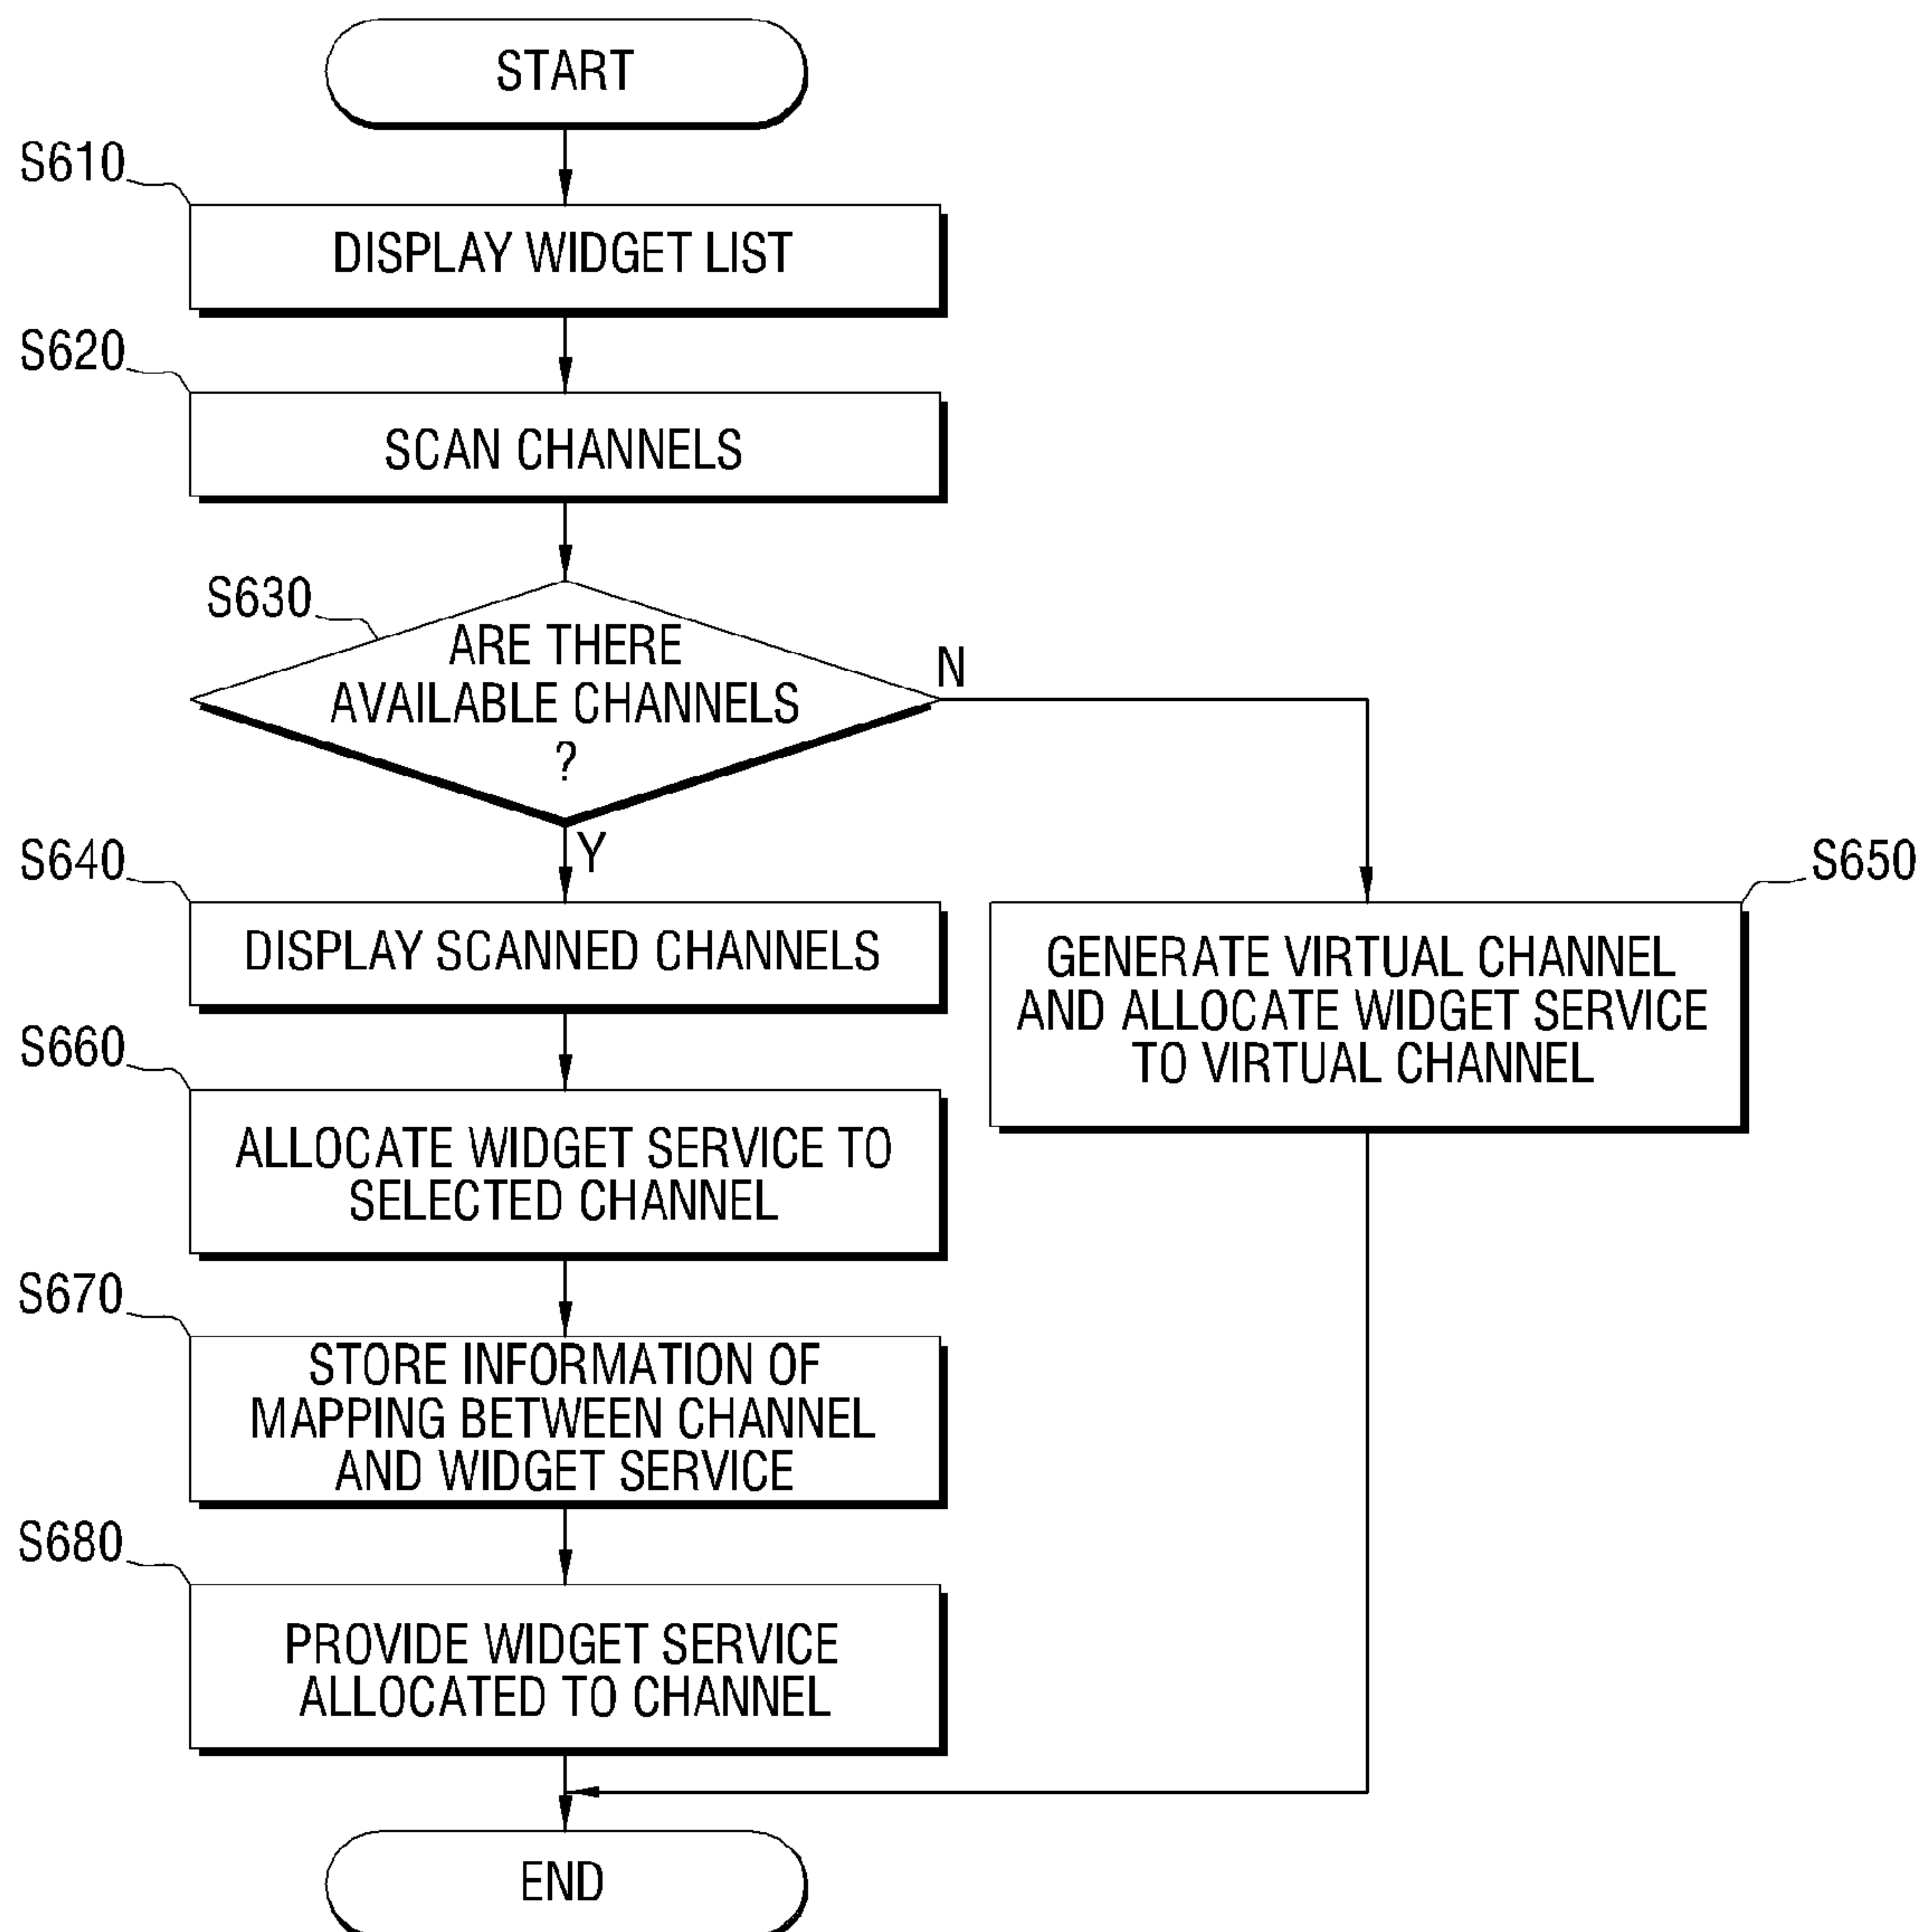 START
S610
DISPLAY WIDGET LIST
S620
SCAN CHANNELS
S630
ARE THERE
AVAILABLE CHANNELS
?
N
Y
S640
DISPLAY SCANNED CHANNELS
S650
GENERATE VIRTUAL CHANNEL
AND ALLOCATE WIDGET SERVICE
TO VIRTUAL CHANNEL
S660
ALLOCATE WIDGET SERVICE TO
SELECTED CHANNEL
S670
STORE INFORMATION OF
MAPPING BETWEEN CHANNEL
AND WIDGET SERVICE
S680
PROVIDE WIDGET SERVICE
ALLOCATED TO CHANNEL
END